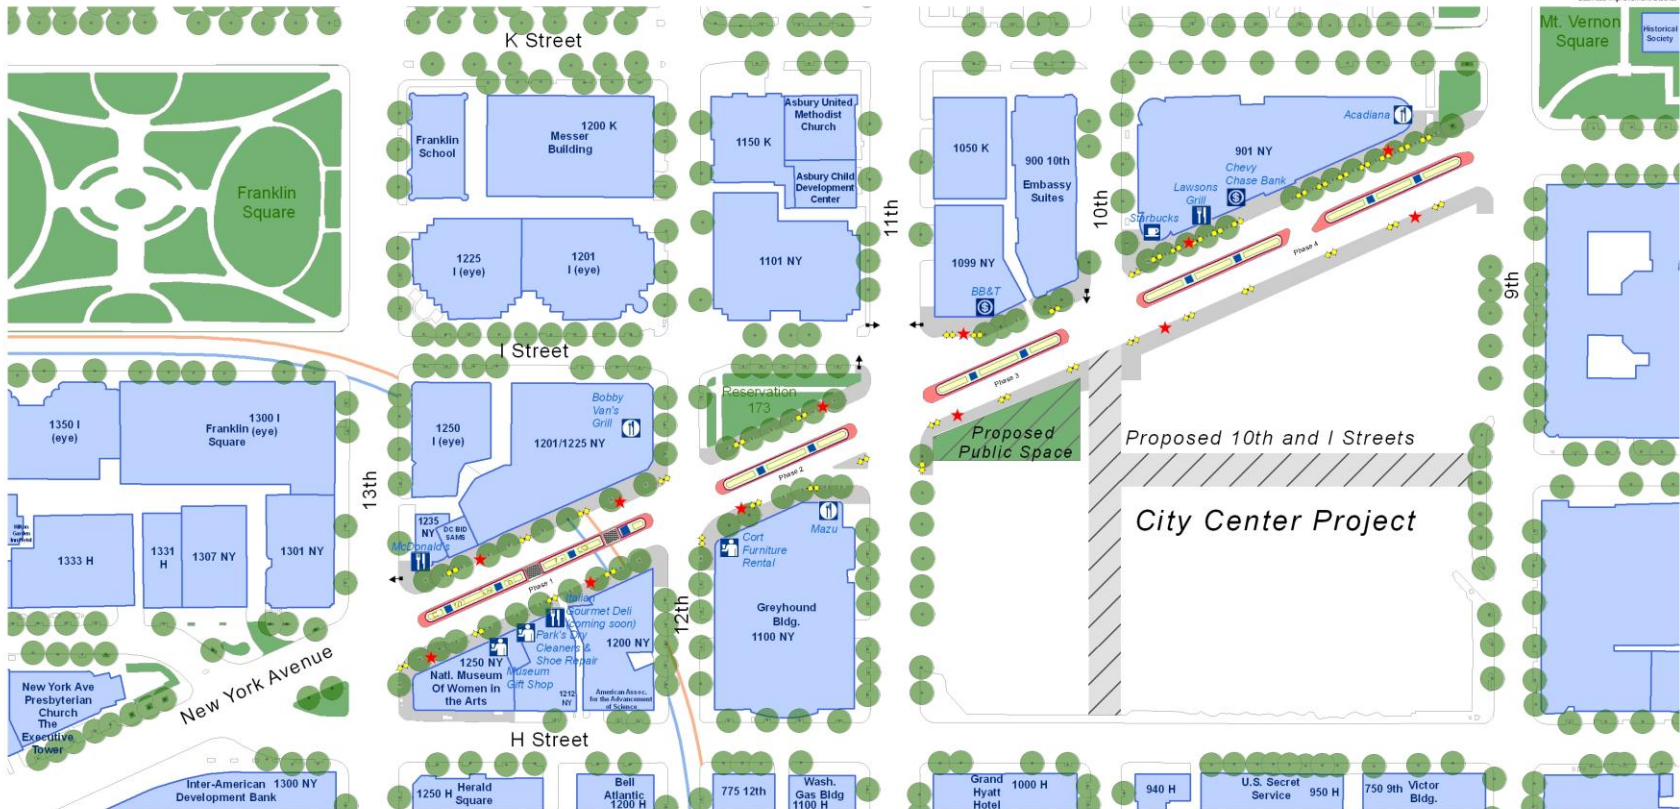 K Street
Mt. Vernon
Square
Historical
Society
Franklin
Square
Franklin
School
1200 K
Messer
Building
1150 K
Asbury United
Methodist
Church
Asbury Child
Development
Center
1050 K
900 10th
Embassy
Suites
901 NY
Acadiana
Chevy
Chase Bank
Lawsons
Grill
Starbucks
10th
11th
9th
1225
I (eye)
1201
I (eye)
1101 NY
1099 NY
BB&T
Phase 4
I Street
Phase 3
Reservation
173
1350 I
(eye)
1300 I
Franklin (eye)
Square
1250
I (eye)
Bobby
Van's
Grill
1201/1225 NY
Phase 2
Proposed
Public Space
Proposed 10th and I Streets
City Center Project
13th
1235
NY
DC BID
SAMS
McDonald's
Mazu
Cort
Furniture
Rental
1333 H
1331
H
1307 NY
1301 NY
Phase 1
Italian
Gourmet Deli
(coming soon)
Park's Dry
Cleaners &
Shoe Repair
Museum
Gift Shop
1200 NY
12th
Greyhound
Bldg.
1100 NY
1250 NY
Natl. Museum
Of Women in
the Arts
1212
NY
American Assoc.
for the Advancement
of Science
New York Avenue
New York Ave
Presbyterian
Church
The
Executive
Tower
H Street
Inter-American 1300 NY
Development Bank
1250 H Herald
Square
Bell
Atlantic
1200 H
775 12th
Wash.
Gas Bldg
1100 H
Grand
Hyatt
Hotel
1000 H
940 H
U.S. Secret
Service 950 H
750 9th Victor
Bldg.